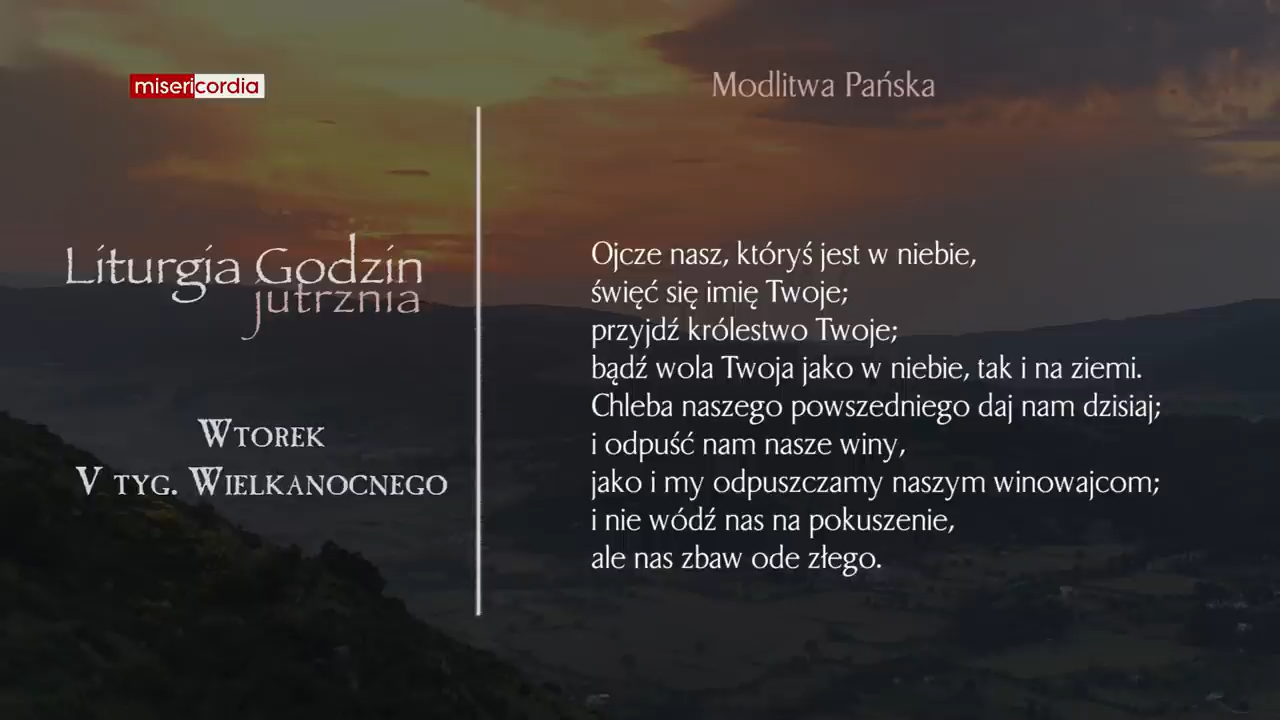 misericordia
Liturgia Godzin
jutrznia
Wtorek
V tyg. Wielkanocnego
Modlitwa Pańska
Ojcze nasz, któryś jest w niebie,
święć się imię Twoje;
przyjdź królestwo Twoje;
bądź wola Twoja jako w niebie, tak i na ziemi.
Chleba naszego powszedniego daj nam dzisiaj;
i odpuść nam nasze winy,
jako i my odpuszczamy naszym winowajcom;
i nie wódź nas na pokuszenie,
ale nas zbaw ode złego.